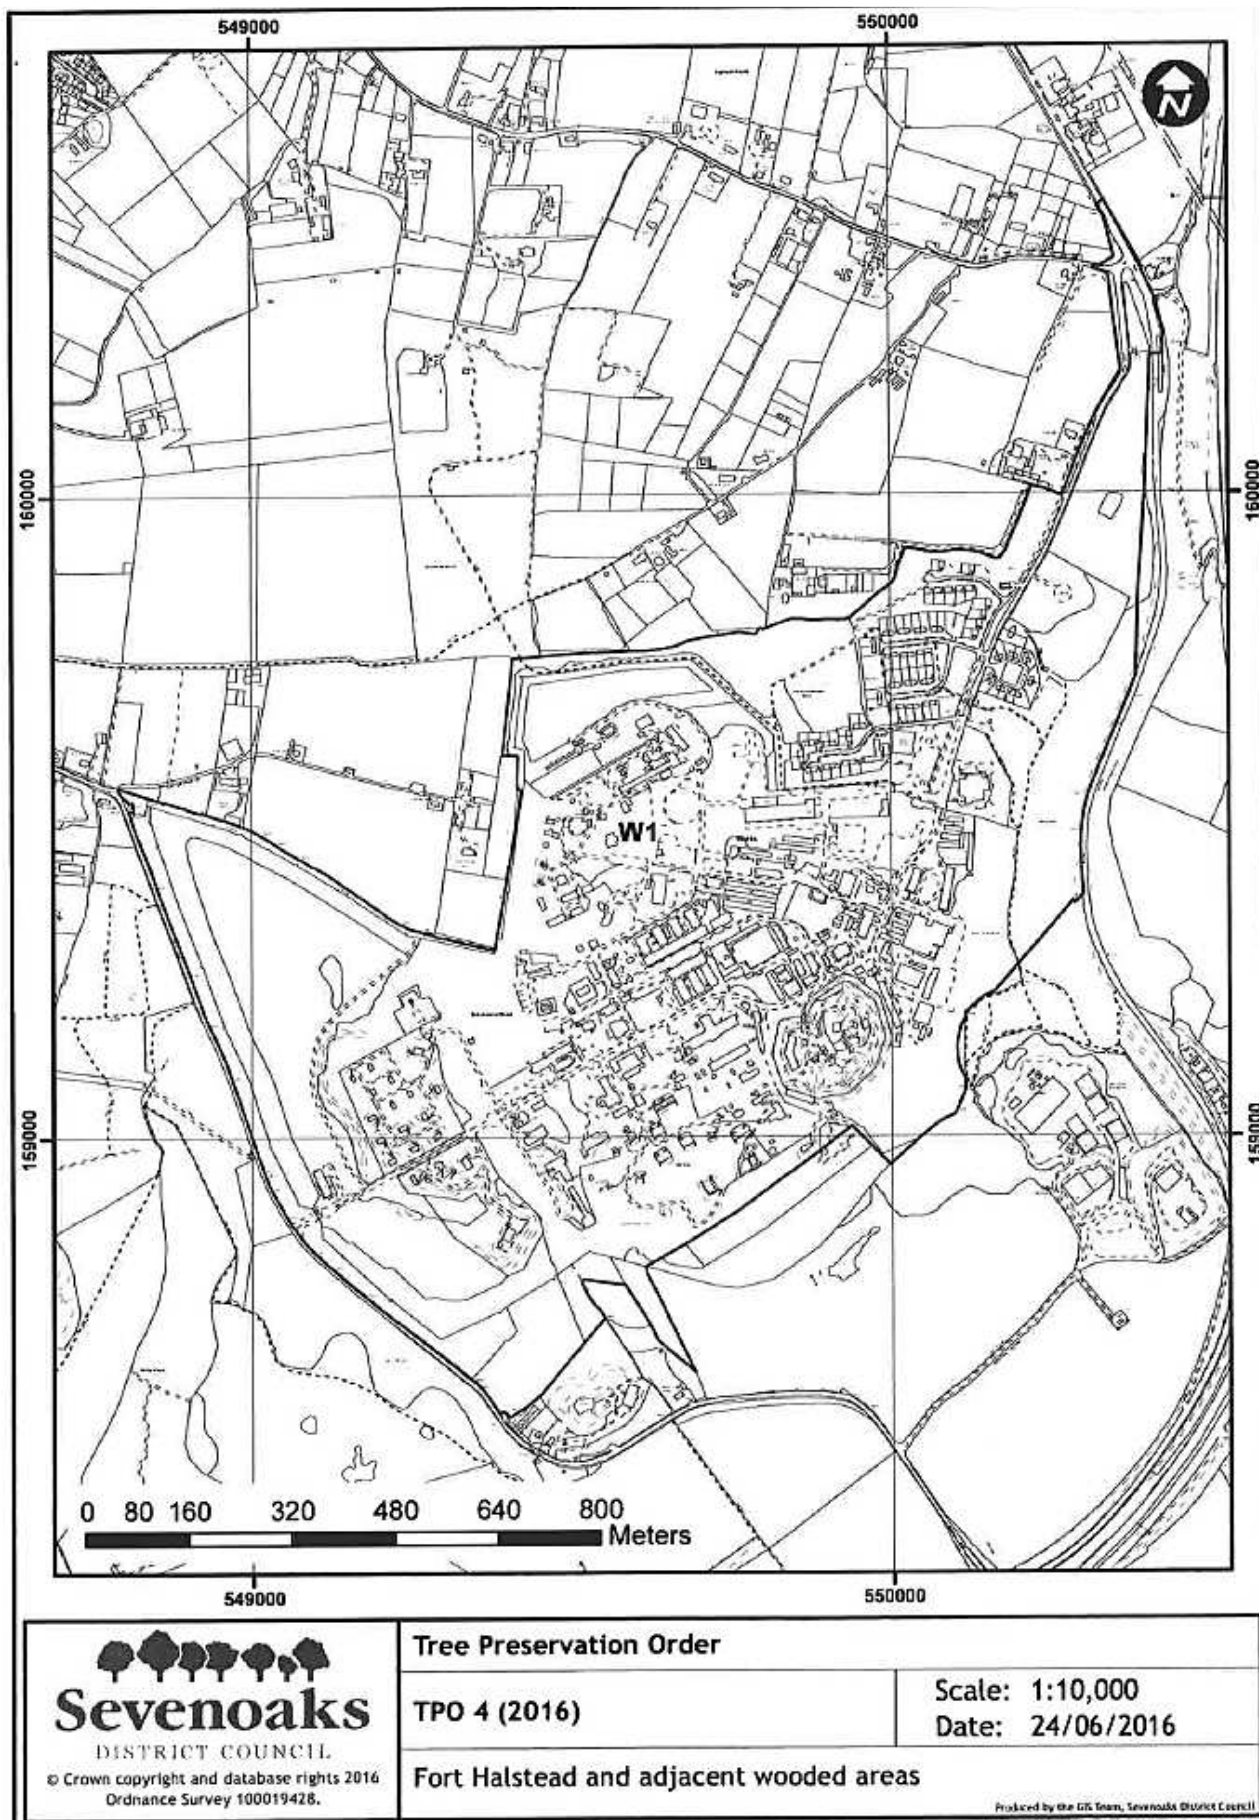 549000
550000
N
160000
160000
W1
159000
159000
0 80 160 320 480 640 800
Meters
549000
550000
Sevenoaks
DISTRICT COUNCIL
© Crown copyright and database rights 2016
Ordnance Survey 100019428.
Tree Preservation Order
TPO 4 (2016)
Scale: 1:10,000
Date: 24/06/2016
Fort Halstead and adjacent wooded areas
Produced by the GIS Team, Sevenoaks District Council